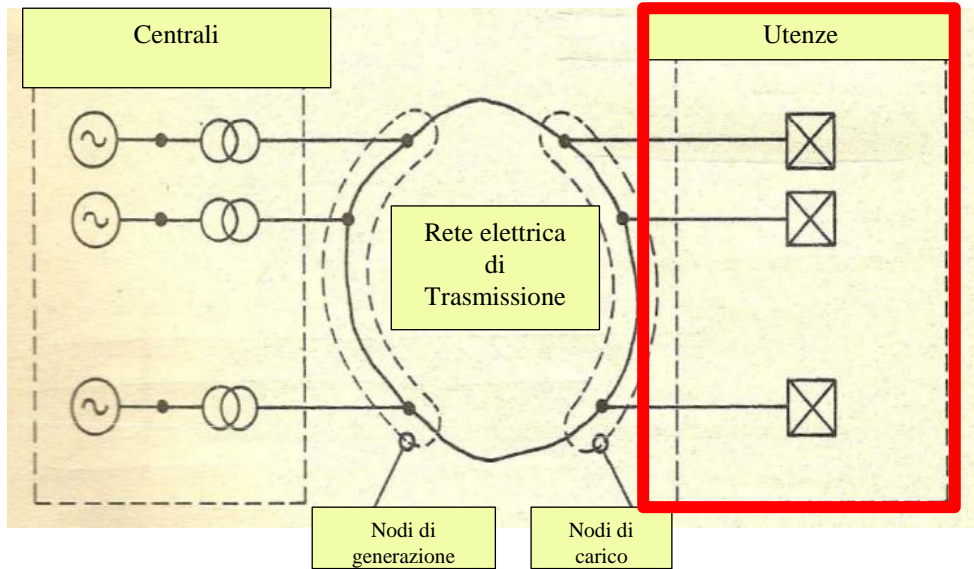 Centrali
Utenze
Rete elettrica
di
Trasmissione
Nodi di
generazione
Nodi di
carico